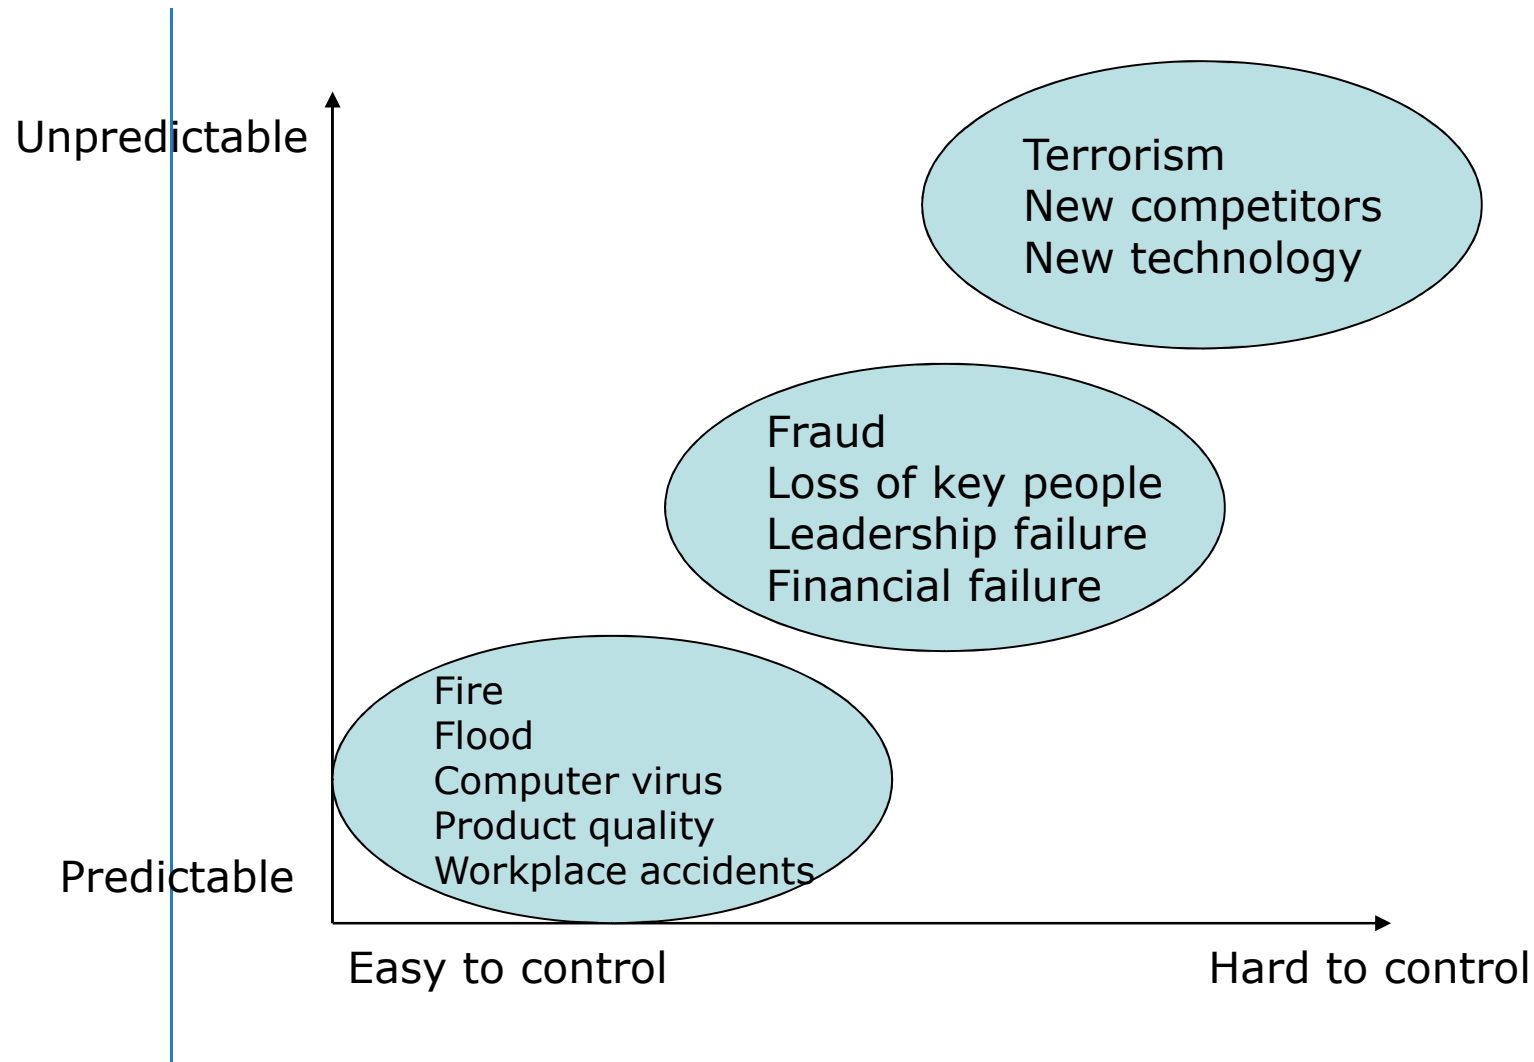 Unpredictable
Terrorism
New competitors
New technology
Fraud
Loss of key people
Leadership failure
Financial failure
Fire
Flood
Computer virus
Product quality
Workplace accidents
Predictable
Easy to control
Hard to control